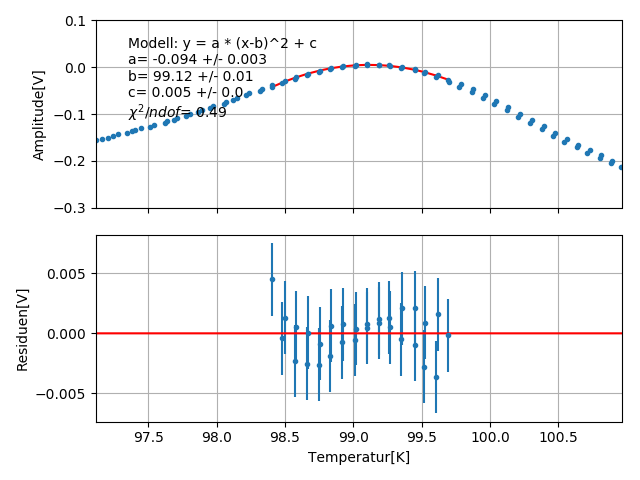 0.1
0.0
−0.1
−0.2
−0.3
Amplitude[V]
Modell: y = a * (x-b)^2 + c
a= -0.094 +/- 0.003
b= 99.12 +/- 0.01
c= 0.005 +/- 0.0
χ²/ndof= 0.49
0.005
0.000
−0.005
Residuen[V]
97.5 98.0 98.5 99.0 99.5 100.0 100.5
Temperatur[K]